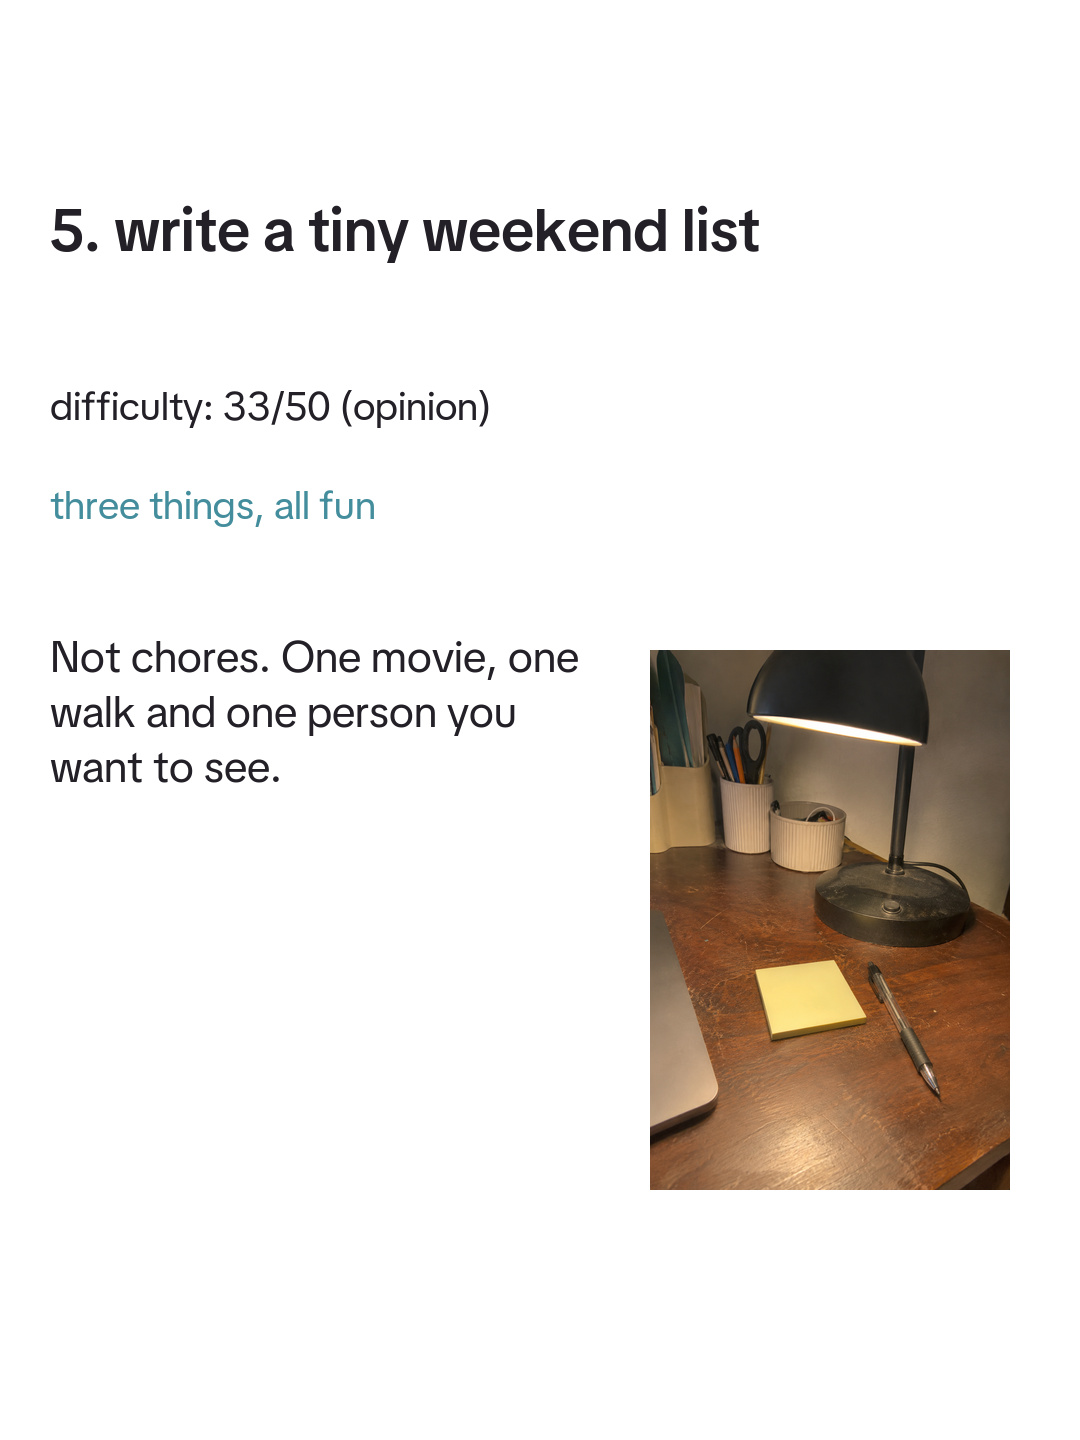 5. write a tiny weekend list
difficulty: 33/50 (opinion)
three things, all fun
Not chores. One movie, one
walk and one person you
want to see.